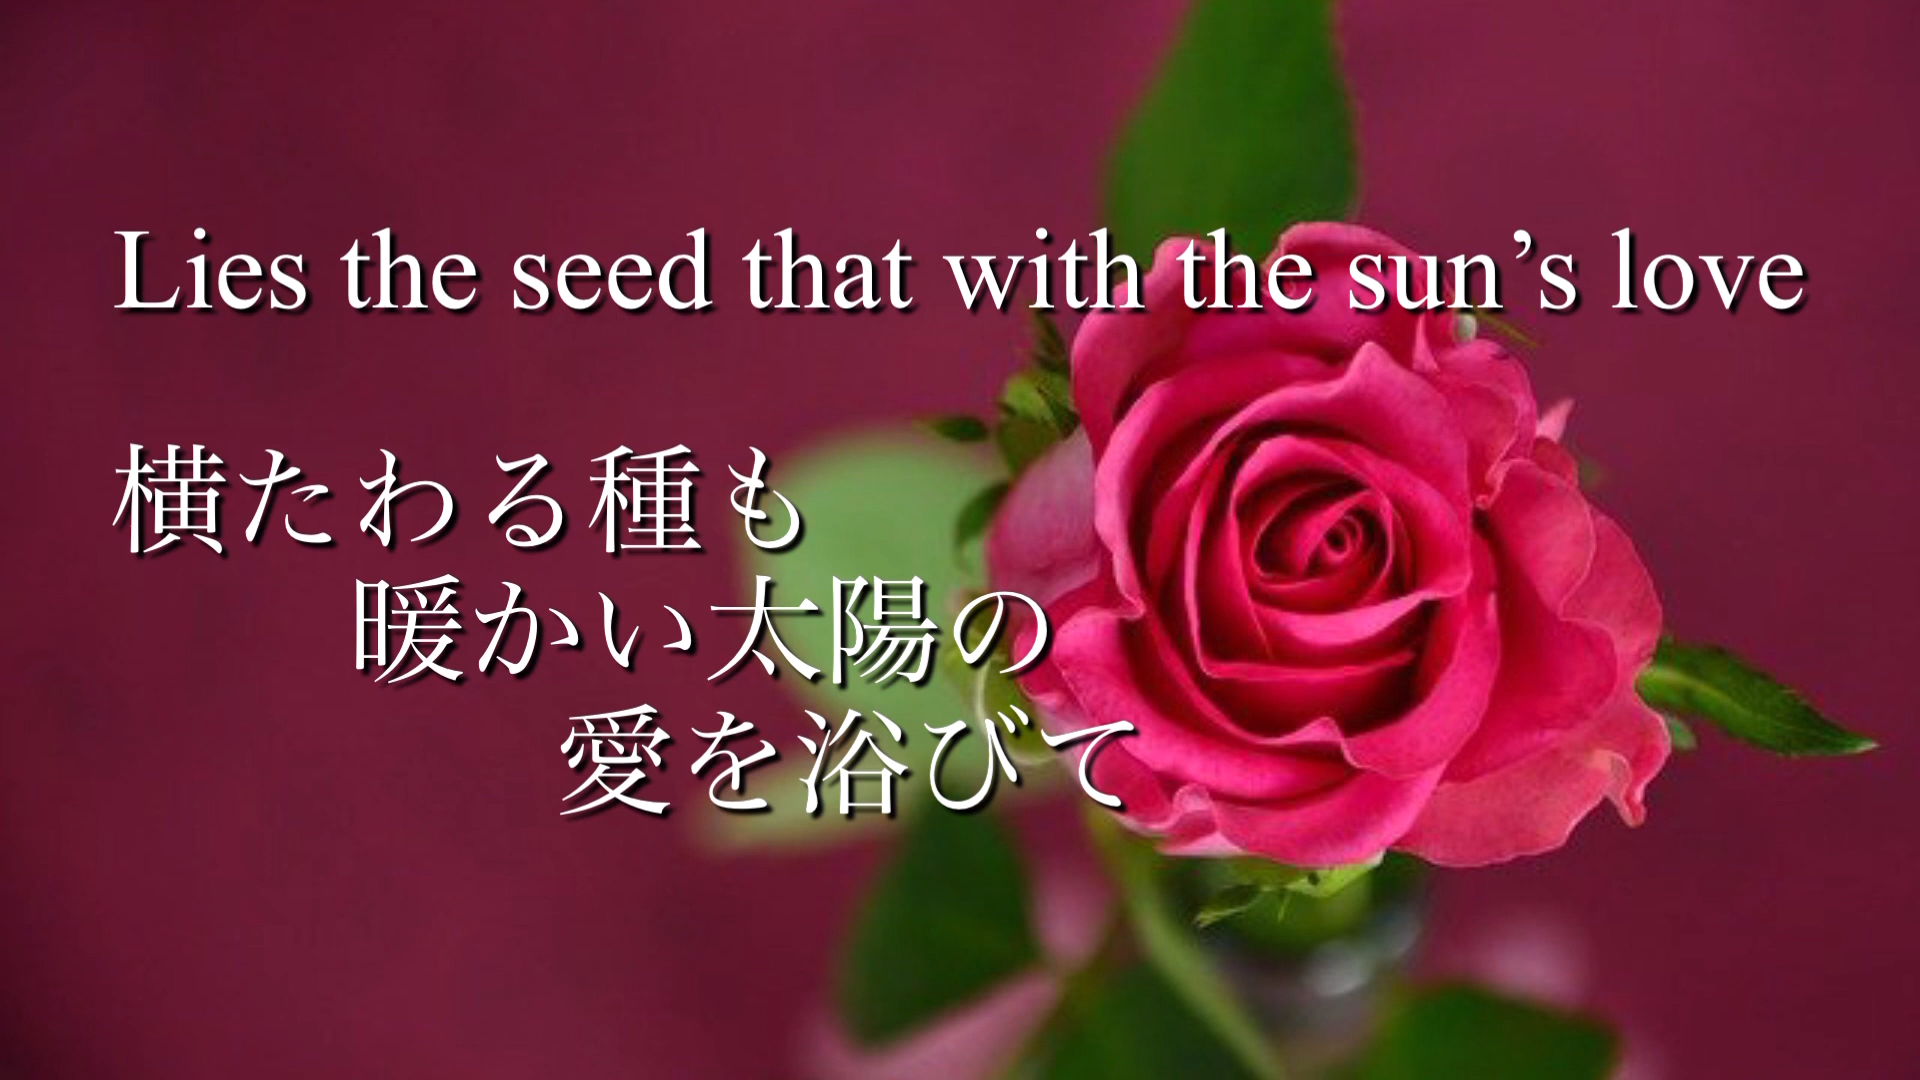 Lies the seed that with the sun’s love
横たわる種も
暖かい太陽の
愛を浴びて